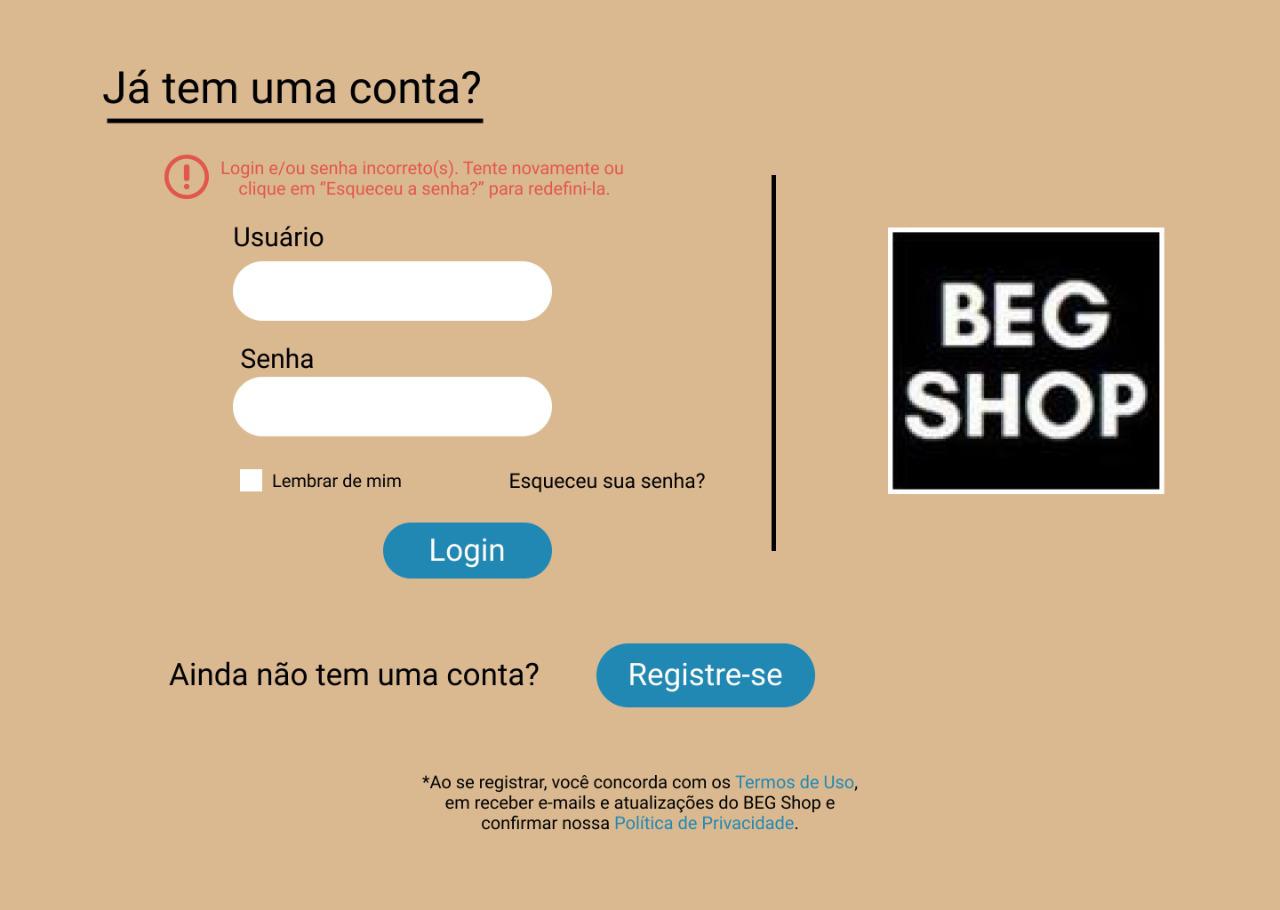 Já tem uma conta?
Login e/ou senha incorreto(s). Tente novamente ou
clique em “Esqueceu a senha?” para redefini-la.
Usuário
Senha
Lembrar de mim
Esqueceu sua senha?
Login
BEG
SHOP
Ainda não tem uma conta?
Registre-se
*Ao se registrar, você concorda com os Termos de Uso,
em receber e-mails e atualizações do BEG Shop e
confirmar nossa Política de Privacidade.